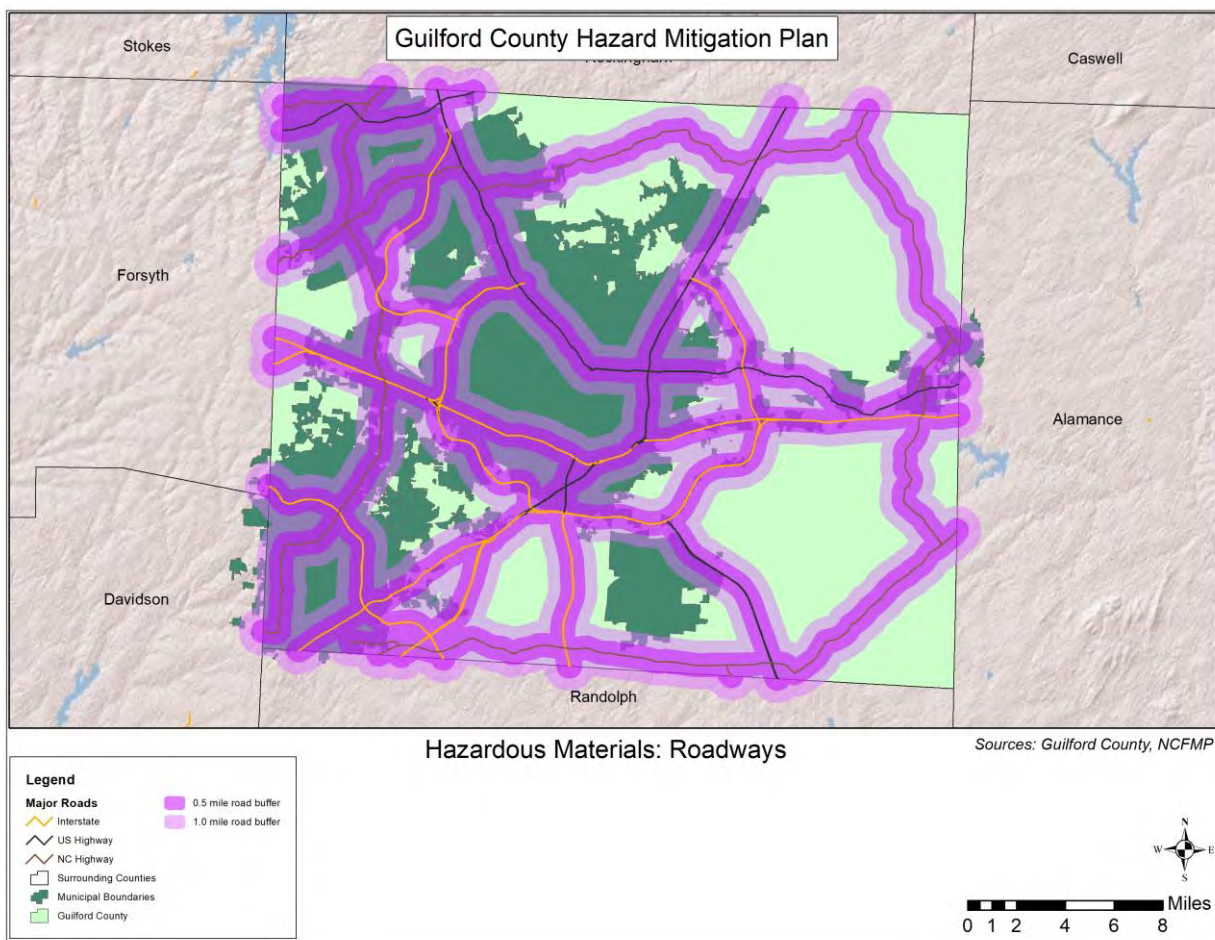 Guilford County Hazard Mitigation Plan
Stokes
Caswell
Forsyth
Alamance
Davidson
Randolph
Hazardous Materials: Roadways
Sources: Guilford County, NCFMP
Legend
Major Roads
Interstate
US Highway
NC Highway
Surrounding Counties
Municipal Boundaries
Guilford County
0.5 mile road buffer
1.0 mile road buffer
N
W E
S
Miles
0 1 2 4 6 8